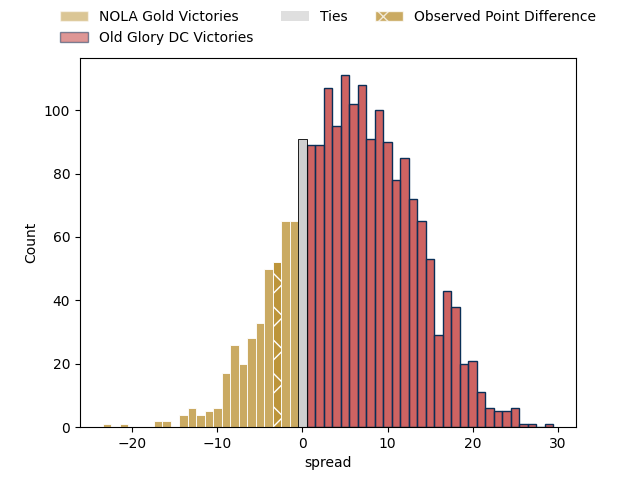 NOLA Gold Victories
Old Glory DC Victories
Ties
Observed Point Difference
Count
100
80
60
40
20
0
−20
−10
0
10
20
30
spread